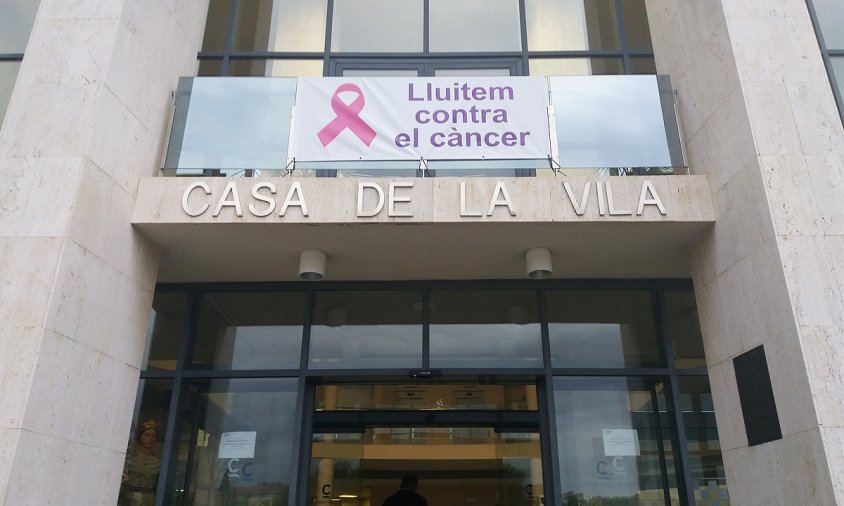 Lluitem
contra
el càncer
CASA DE LA VILA